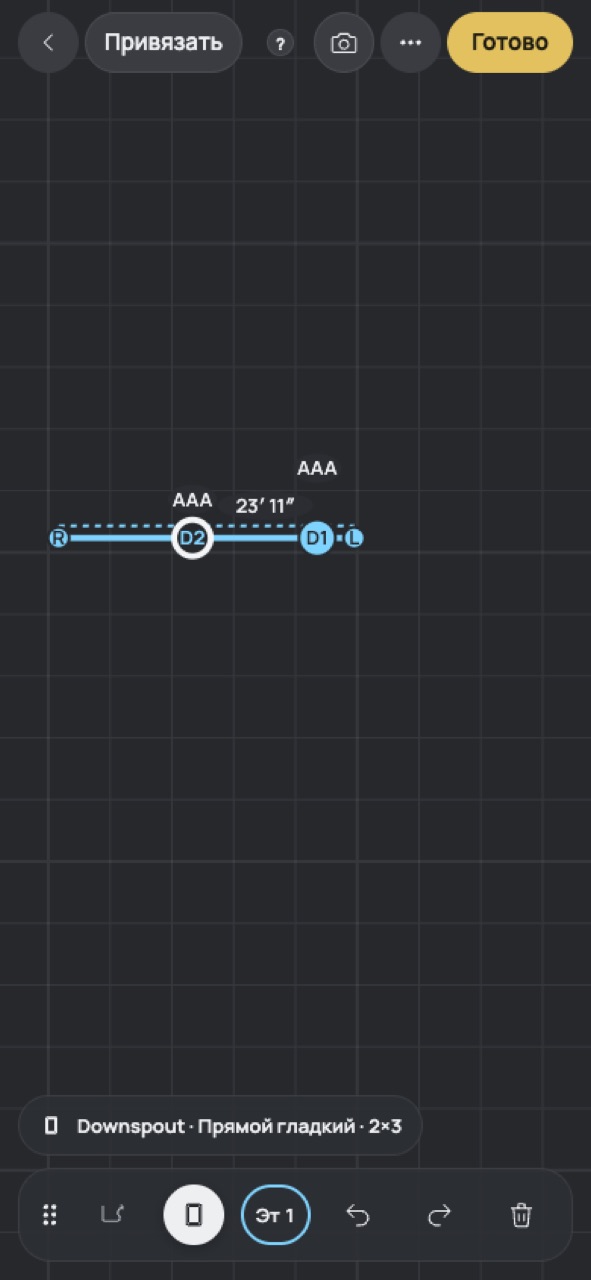 Привязать
?
Готово
AAA
AAA
23′ 11″
R
D2
D1
L
Downspout · Прямой гладкий · 2×3
Эт 1